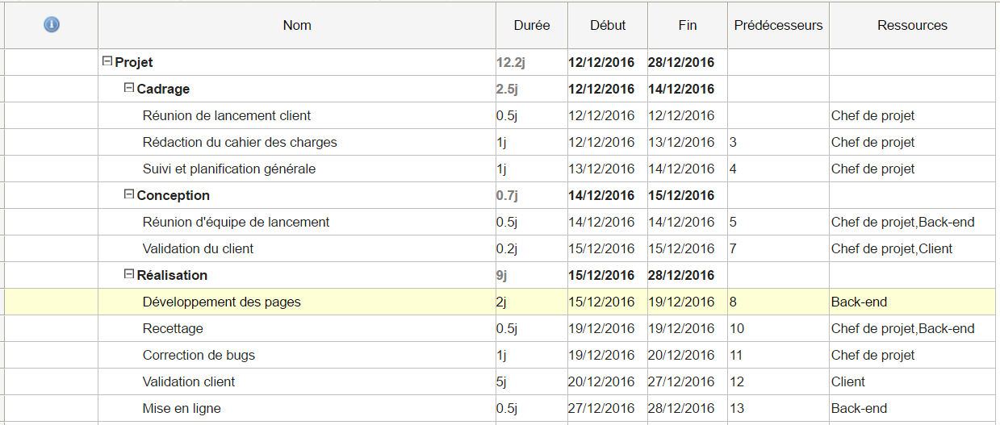 Nom Durée Début Fin Prédécesseurs Ressources
Projet 12.2j 12/12/2016 28/12/2016
Cadrage 2.5j 12/12/2016 14/12/2016
Réunion de lancement client 0.5j 12/12/2016 12/12/2016 Chef de projet
Rédaction du cahier des charges 1j 12/12/2016 13/12/2016 3 Chef de projet
Suivi et planification générale 1j 13/12/2016 14/12/2016 4 Chef de projet
Conception 0.7j 14/12/2016 15/12/2016
Réunion d'équipe de lancement 0.5j 14/12/2016 14/12/2016 5 Chef de projet,Back-end
Validation du client 0.2j 15/12/2016 15/12/2016 7 Chef de projet,Client
Réalisation 9j 15/12/2016 28/12/2016
Développement des pages 2j 15/12/2016 19/12/2016 8 Back-end
Recettage 0.5j 19/12/2016 19/12/2016 10 Chef de projet,Back-end
Correction de bugs 1j 19/12/2016 20/12/2016 11 Chef de projet
Validation client 5j 20/12/2016 27/12/2016 12 Client
Mise en ligne 0.5j 27/12/2016 28/12/2016 13 Back-end